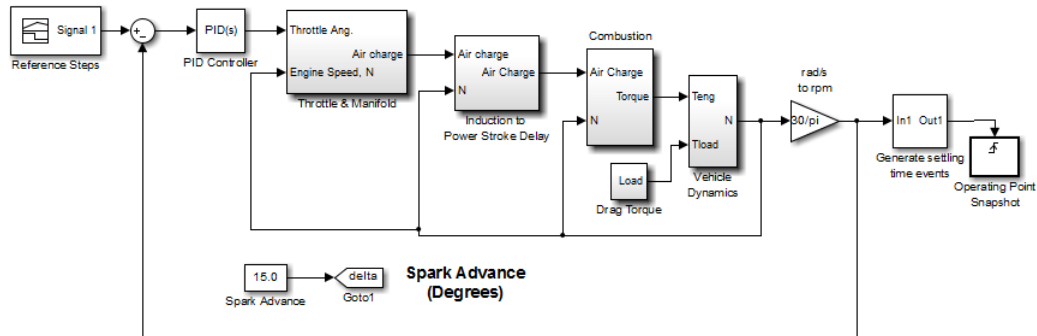 Signal 1
Reference Steps
+
−
PID(s)
PID Controller
Throttle Ang.
Air charge
Engine Speed, N
Throttle & Manifold
Air charge
Air Charge
N
Induction to
Power Stroke Delay
Combustion
Air Charge
Torque
N
Load
Drag Torque
Teng
N
Tload
Vehicle
Dynamics
rad/s
to rpm
30/pi
In1 Out1
Generate settling
time events
Operating Point
Snapshot
15.0
Spark Advance
delta
Goto1
Spark Advance
(Degrees)